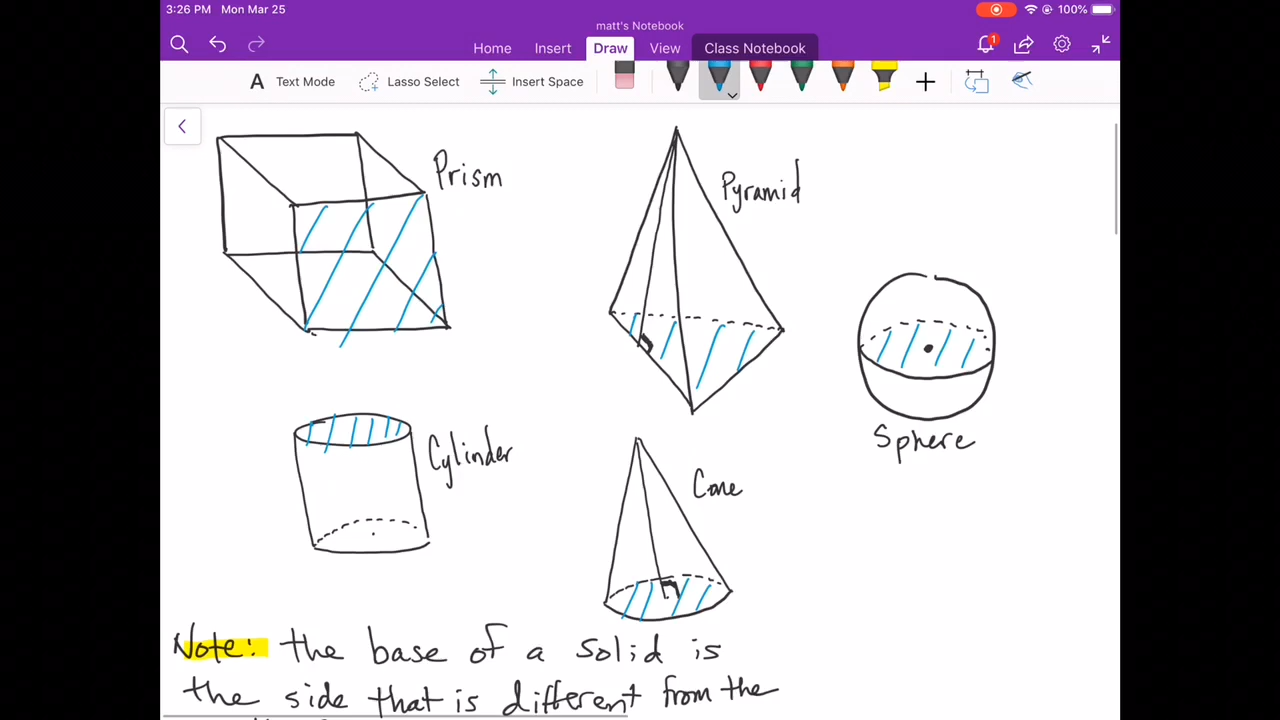 3:26 PM Mon Mar 25
100%
matt's Notebook
Home Insert Draw View Class Notebook
1
A Text Mode Lasso Select Insert Space
Prism
Pyramid
Sphere
Cylinder
Cone
Note: the base of a solid is
the side that is different from the